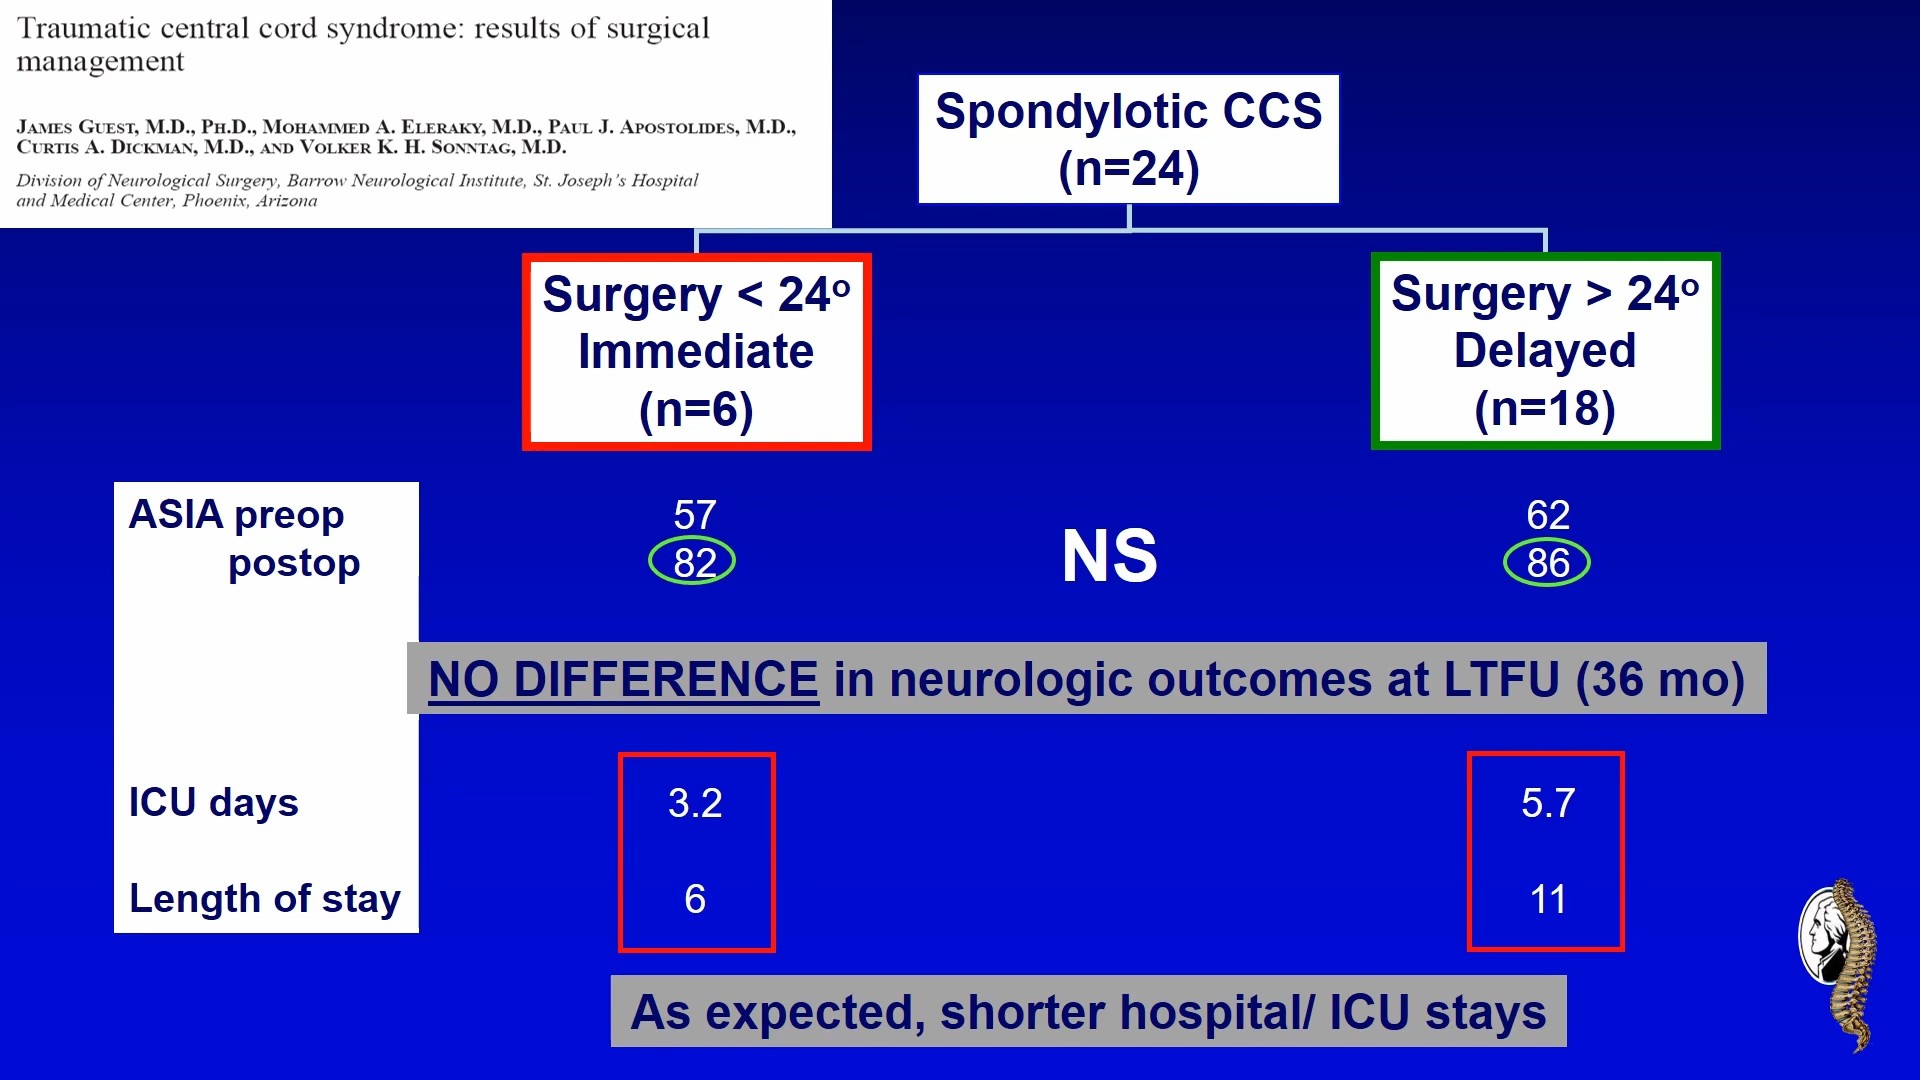 Traumatic central cord syndrome: results of surgical
management
JAMES GUEST, M.D., PH.D., MOHAMMED A. ELERAKY, M.D., PAUL J. APOSTOLIDES, M.D.,
CURTIS A. DICKMAN, M.D., AND VOLKER K. H. SONNTAG, M.D.
Division of Neurological Surgery, Barrow Neurological Institute, St. Joseph's Hospital
and Medical Center, Phoenix, Arizona
Spondylotic CCS
(n=24)
Surgery < 24º
Immediate
(n=6)
Surgery > 24º
Delayed
(n=18)
ASIA preop 57 62
postop 82 NS 86
NO DIFFERENCE in neurologic outcomes at LTFU (36 mo)
ICU days 3.2 5.7
Length of stay 6 11
As expected, shorter hospital/ ICU stays